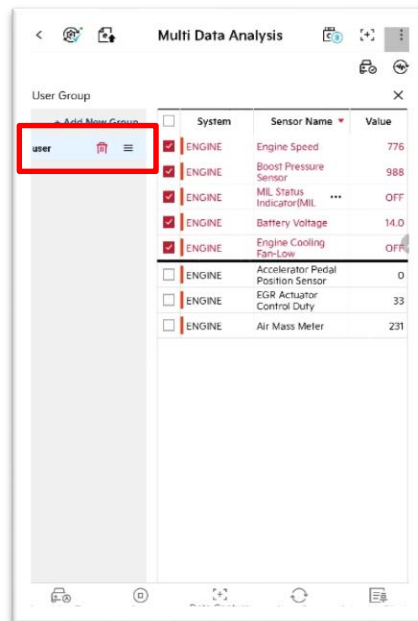 Multi Data Analysis
User Group
+ Add New Group
System Sensor Name Value
user
ENGINE Engine Speed 776
ENGINE Boost Pressure Sensor 988
ENGINE MIL Status Indicator(MIL ... OFF
ENGINE Battery Voltage 14.0
ENGINE Engine Cooling Fan-Low OFF
ENGINE Accelerator Pedal Position Sensor 0
ENGINE EGR Actuator Control Duty 33
ENGINE Air Mass Meter 231